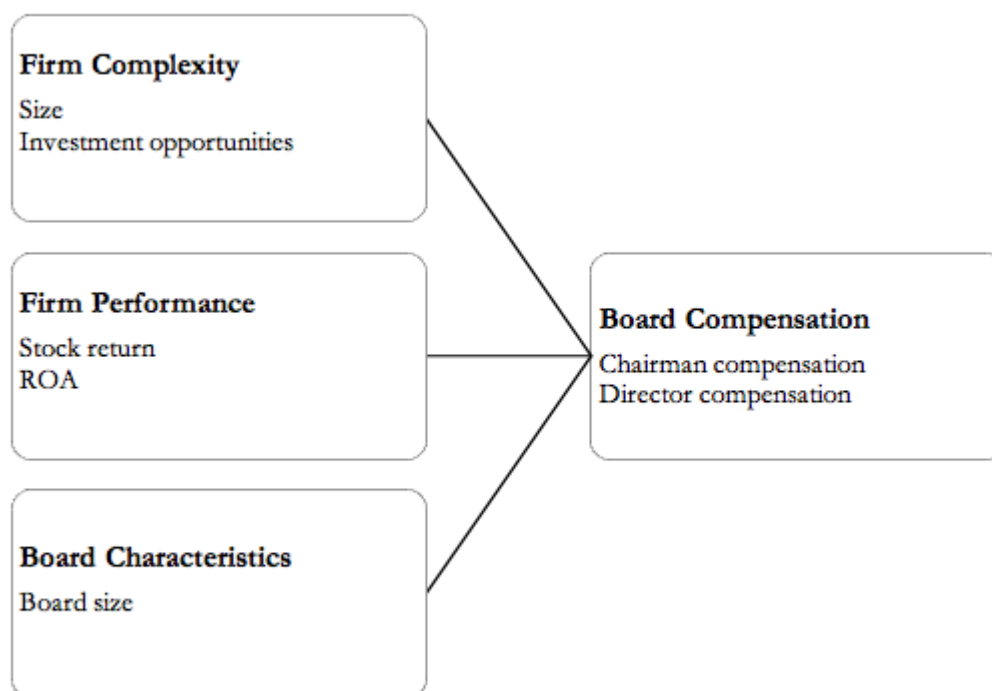 Firm Complexity
Size
Investment opportunities
Firm Performance
Stock return
ROA
Board Characteristics
Board size
Board Compensation
Chairman compensation
Director compensation